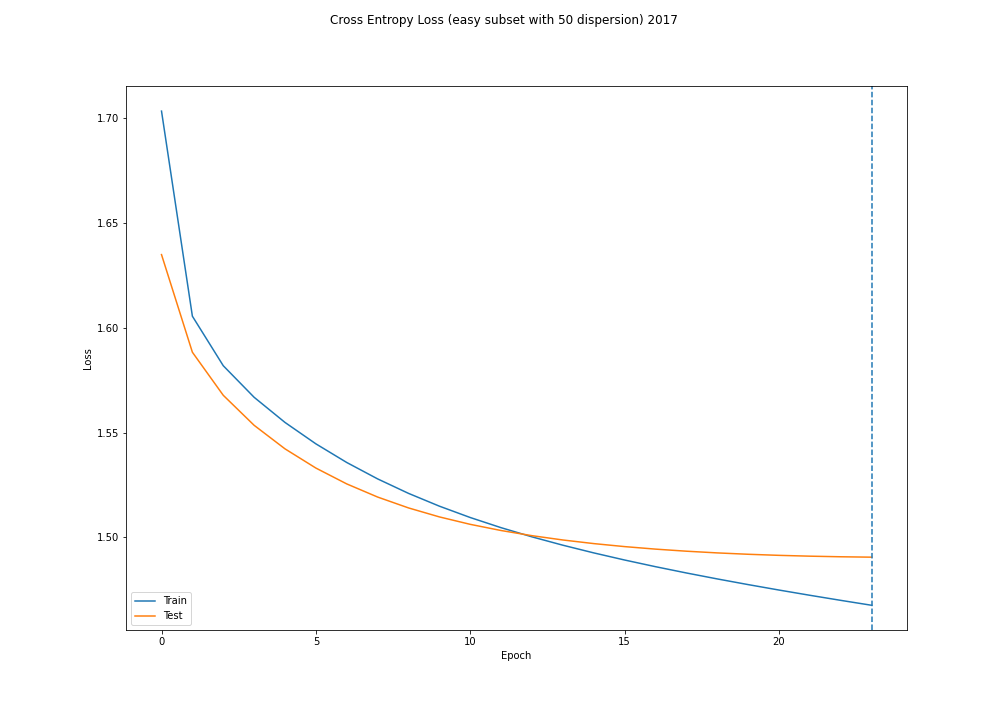 Cross Entropy Loss (easy subset with 50 dispersion) 2017
1.70
1.65
1.60
1.55
1.50
Loss
Train
Test
0 5 10 15 20
Epoch